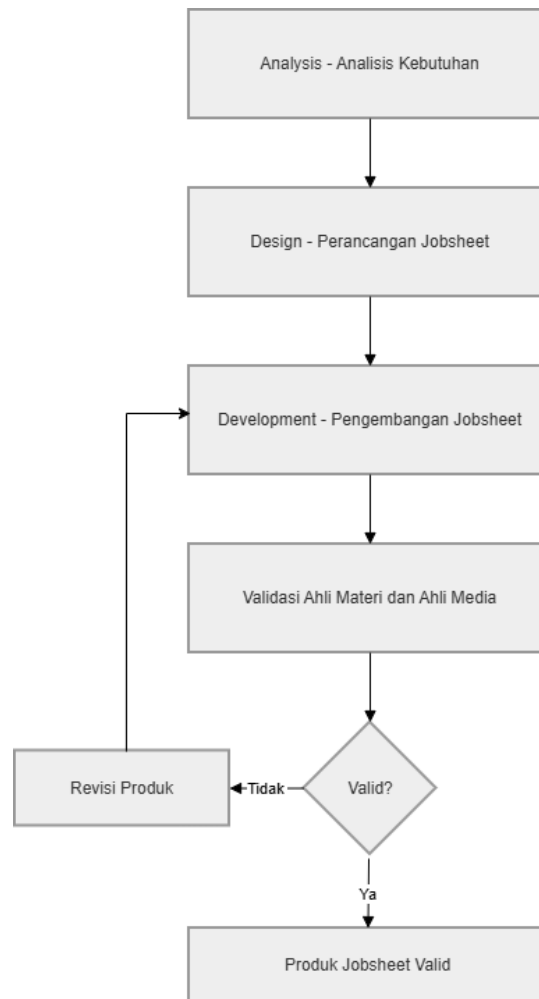 Analysis - Analisis Kebutuhan
Design - Perancangan Jobsheet
Development - Pengembangan Jobsheet
Validasi Ahli Materi dan Ahli Media
Valid?
Tidak
Revisi Produk
Ya
Produk Jobsheet Valid